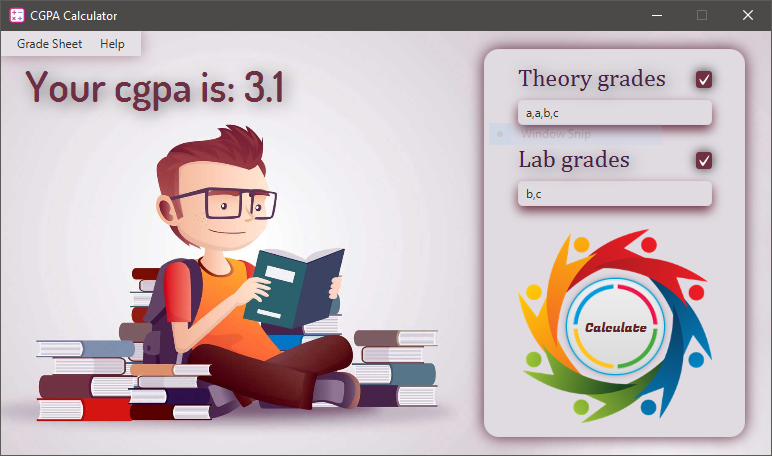 CGPA Calculator
Grade Sheet Help
Your cgpa is: 3.1
Theory grades
a,a,b,c
Window Snip
Lab grades
b,c
Calculate